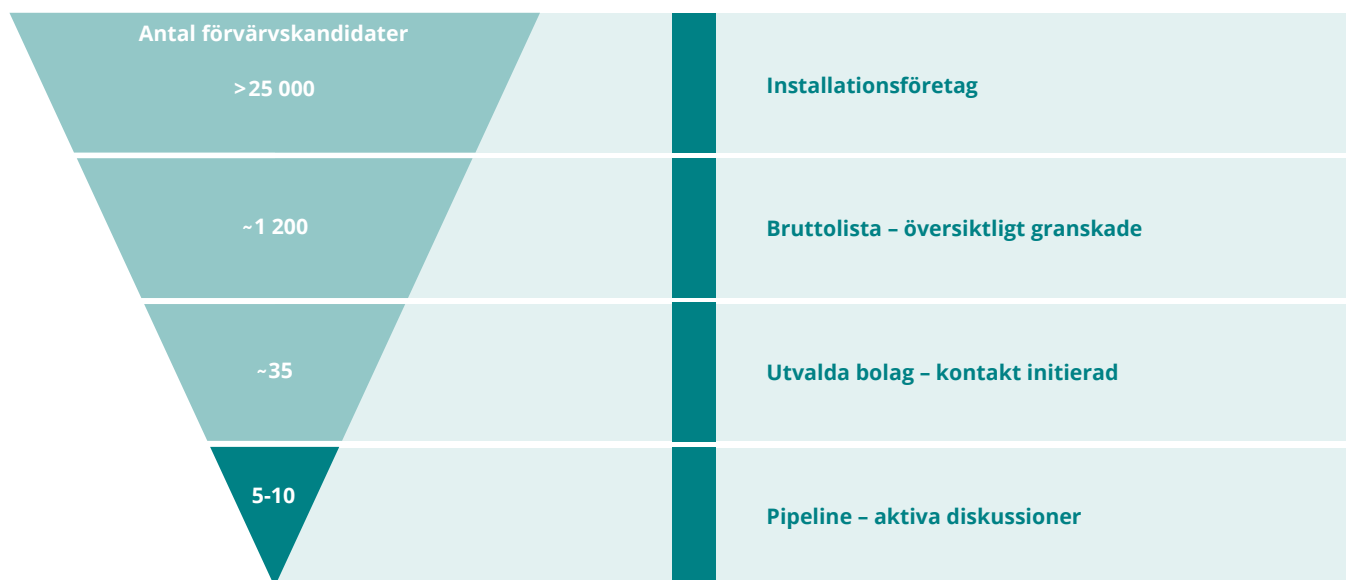 Antal förvärvskandidater
>25 000
Installationsföretag
~1 200
Bruttolista – översiktligt granskade
~35
Utvalda bolag – kontakt initierad
5-10
Pipeline – aktiva diskussioner